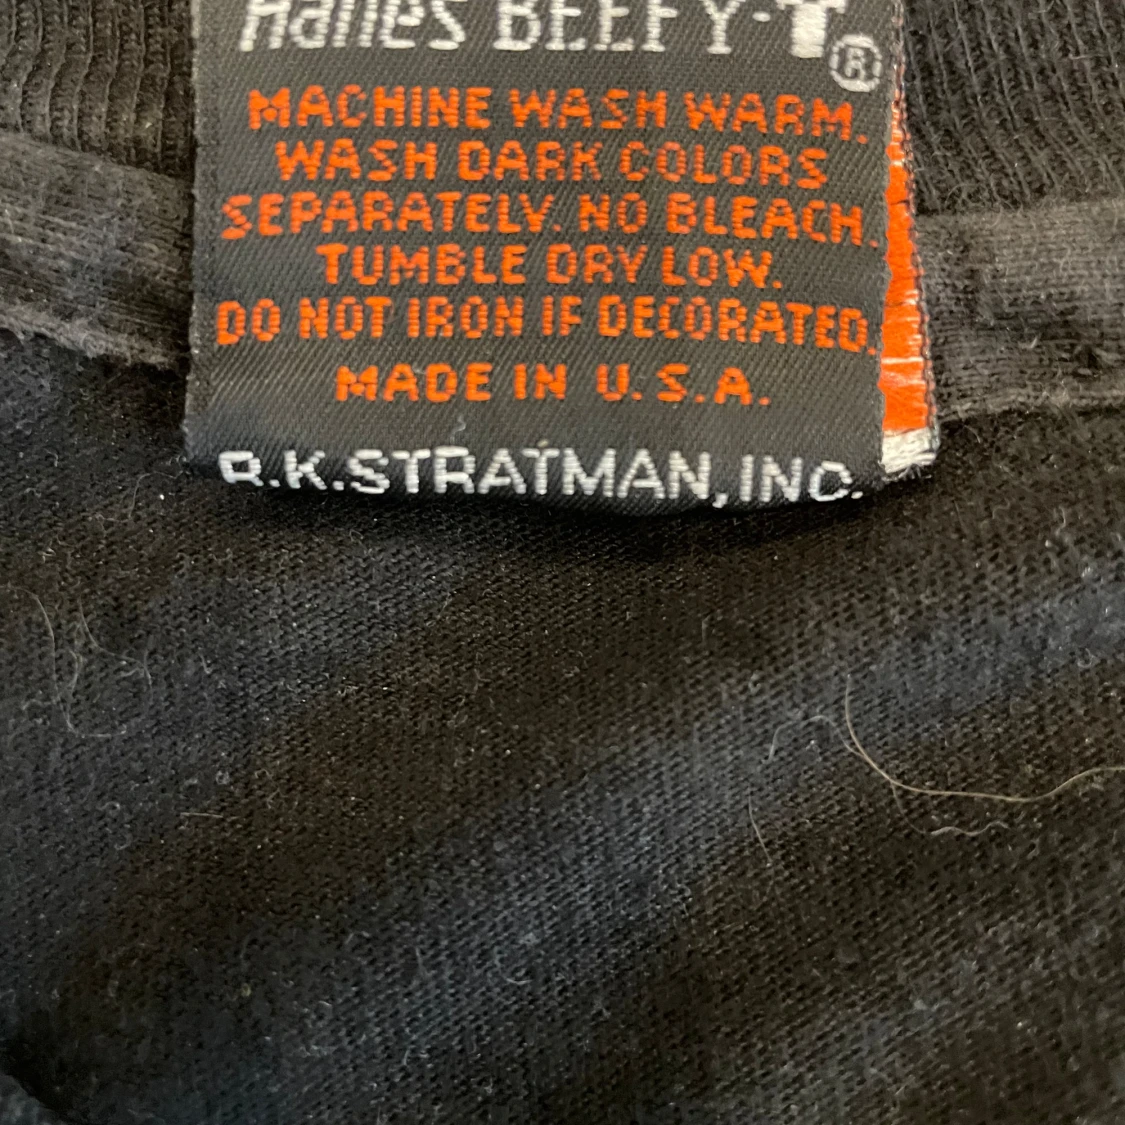 Hanes BEEFY-T®
MACHINE WASH WARM.
WASH DARK COLORS
SEPARATELY. NO BLEACH.
TUMBLE DRY LOW.
DO NOT IRON IF DECORATED.
MADE IN U.S.A.
R.K.STRATMAN,INC.